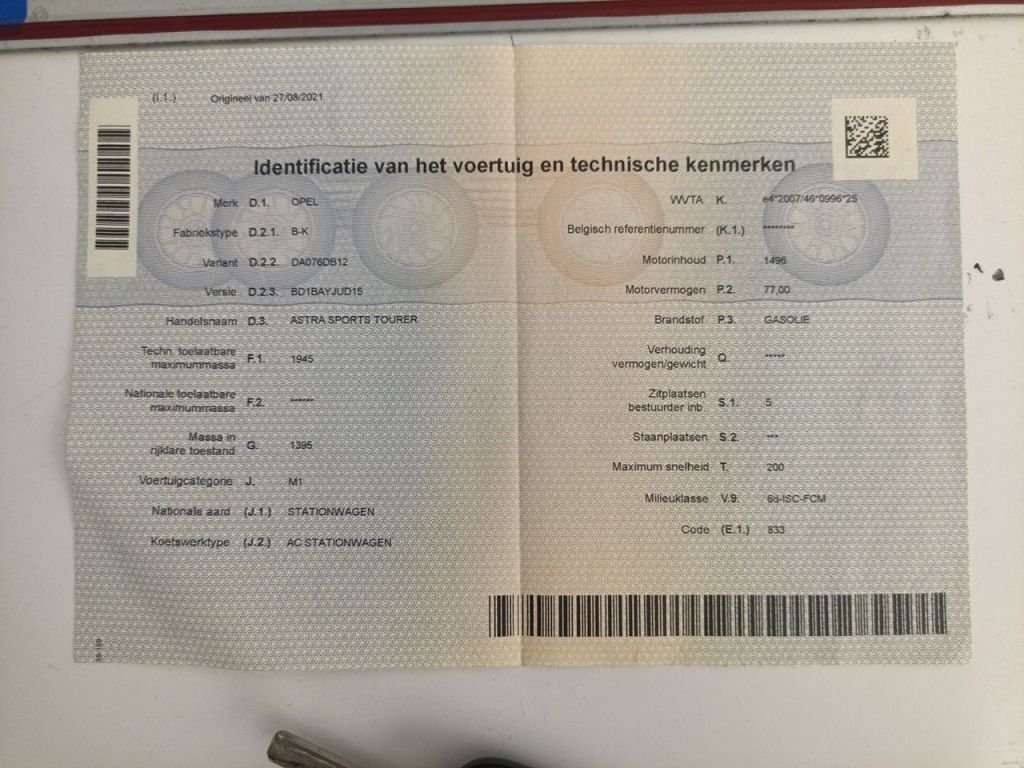 (I.1.) Origineel van 27/08/2021
Identificatie van het voertuig en technische kenmerken
Merk D.1. OPEL
Fabriekstype D.2.1. B-K
Variant D.2.2. DA076DB12
Versie D.2.3. BD1BAYJUD15
Handelsnaam D.3. ASTRA SPORTS TOURER
Techn. toelaatbare
maximummassa F.1. 1945
Nationale toelaatbare
maximummassa F.2. ******
Massa in
rijklare toestand G. 1395
Voertuigcategorie J. M1
Nationale aard (J.1.) STATIONWAGEN
Koetswerktype (J.2.) AC STATIONWAGEN
WVTA K. e4*2007/46*0996*25
Belgisch referentienummer (K.1.) ********
Motorinhoud P.1. 1496
Motorvermogen P.2. 77,00
Brandstof P.3. GASOLIE
Verhouding
vermogen/gewicht Q. *****
Zitplaatsen
bestuurder inb. S.1. 5
Staanplaatsen S.2. ***
Maximum snelheid T. 200
Milieuklasse V.9. 6d-ISC-FCM
Code (E.1.) 833